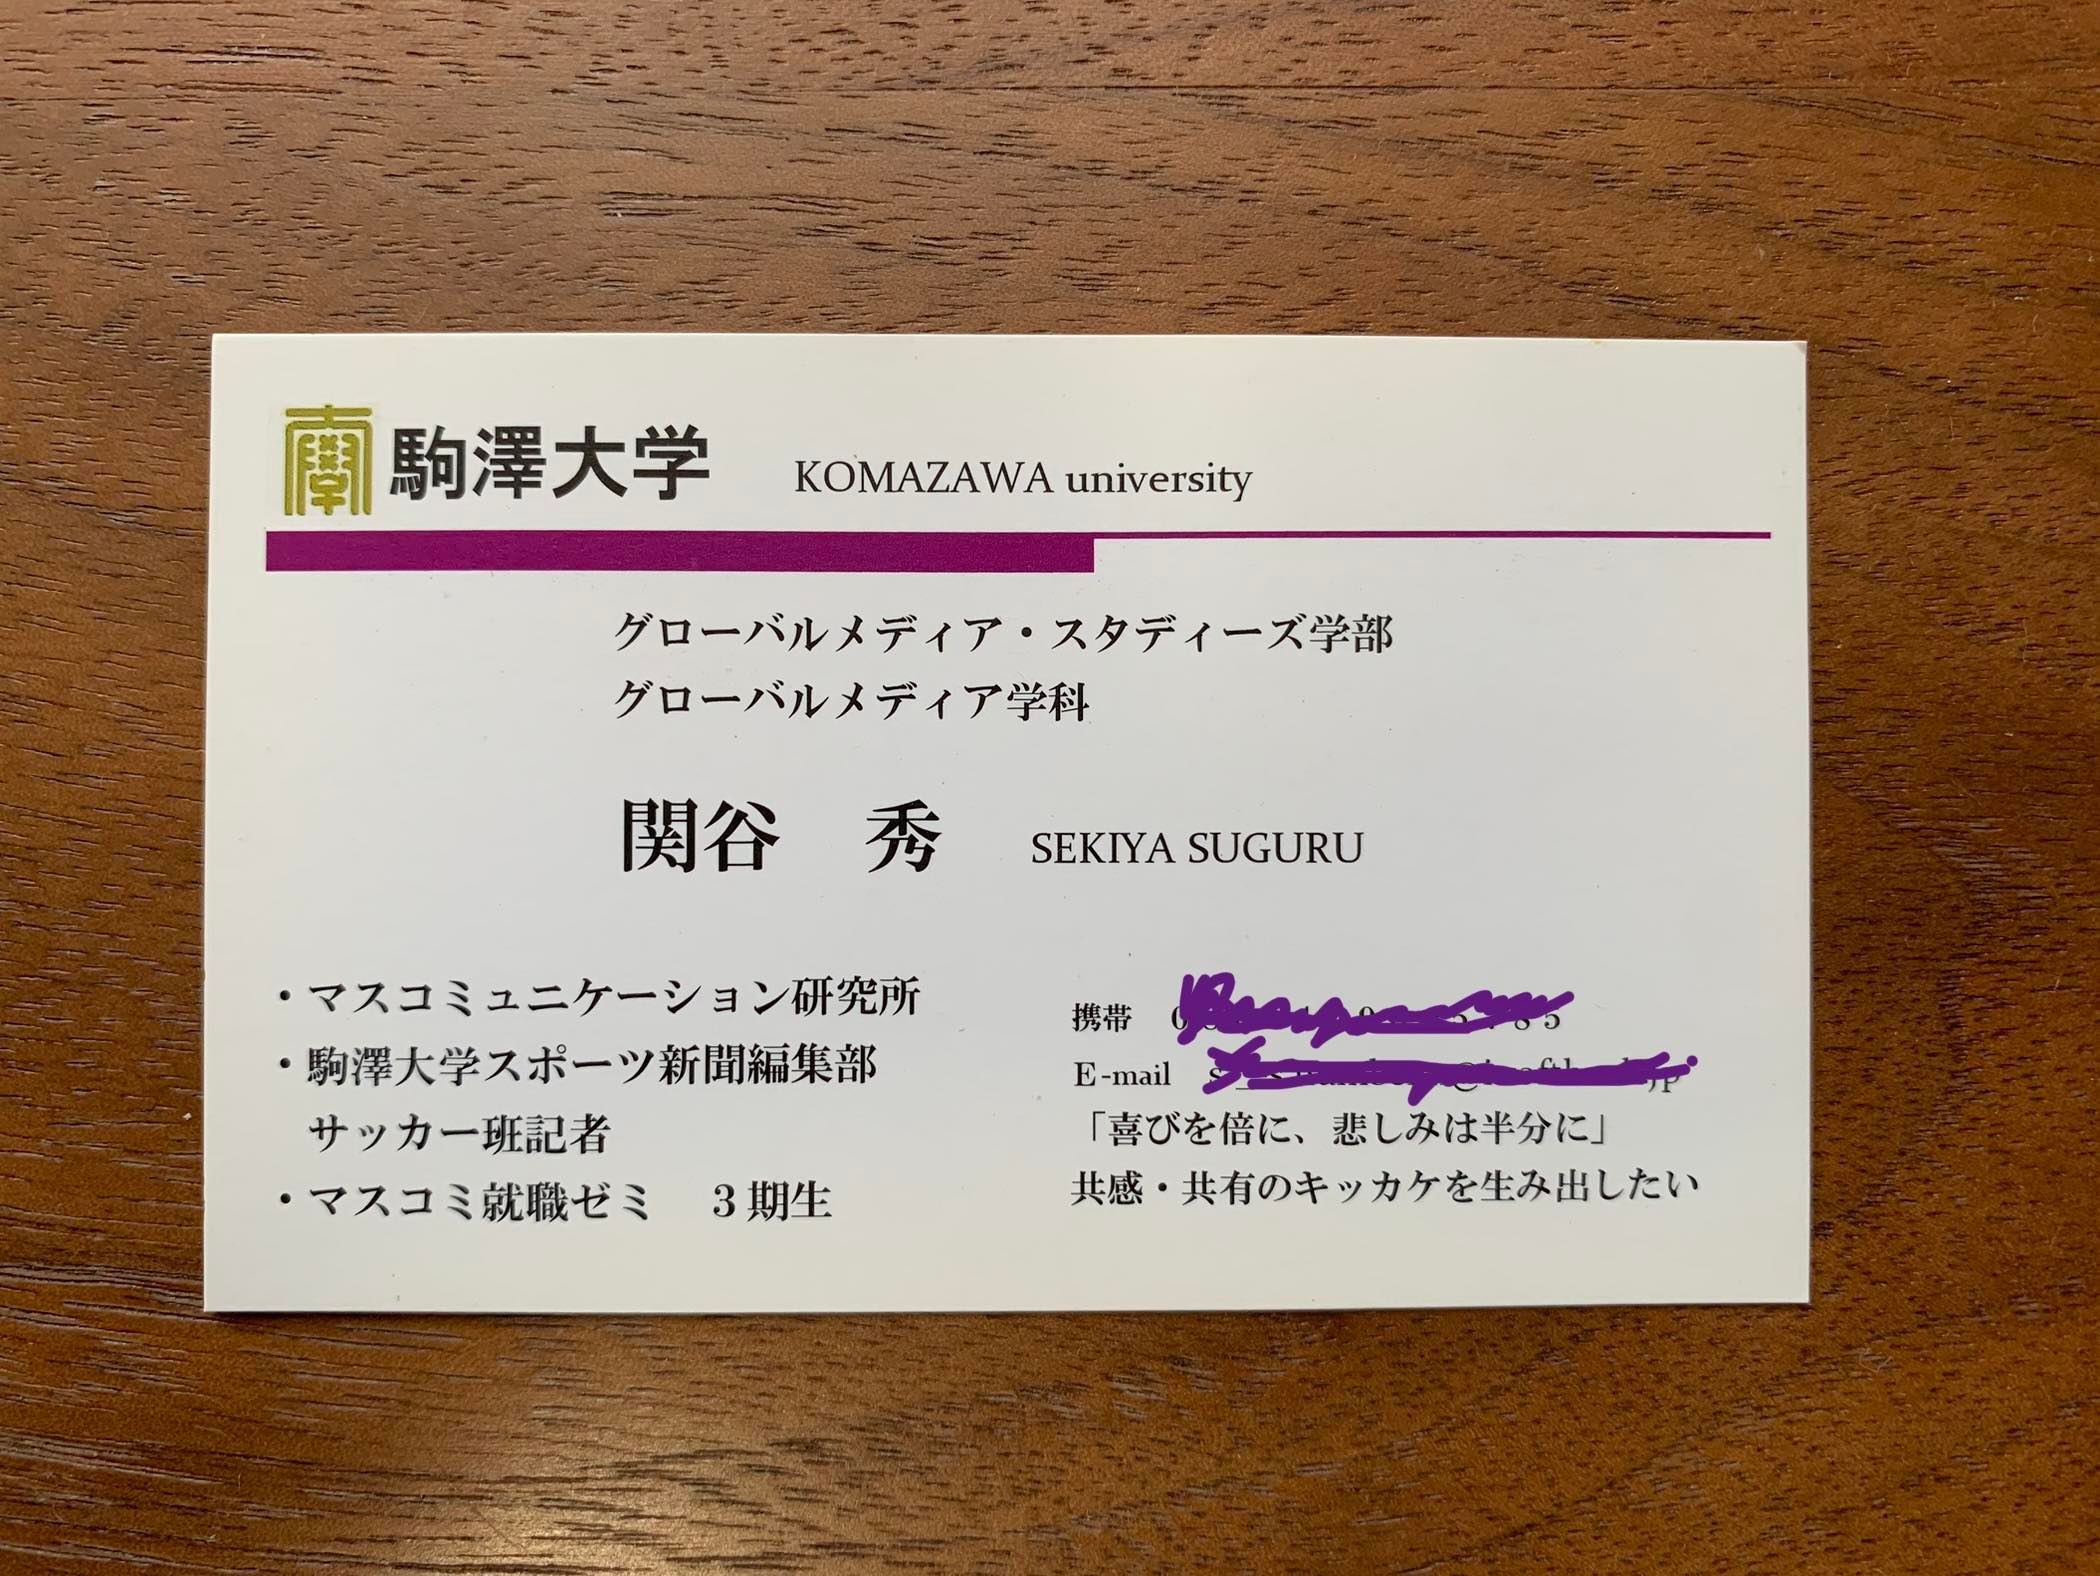 駒澤大学 KOMAZAWA university
グローバルメディア・スタディーズ学部
グローバルメディア学科
関谷 秀 SEKIYA SUGURU
・マスコミュニケーション研究所
・駒澤大学スポーツ新聞編集部
サッカー班記者
・マスコミ就職ゼミ 3期生
携帯
E-mail
「喜びを倍に、悲しみは半分に」
共感・共有のキッカケを生み出したい